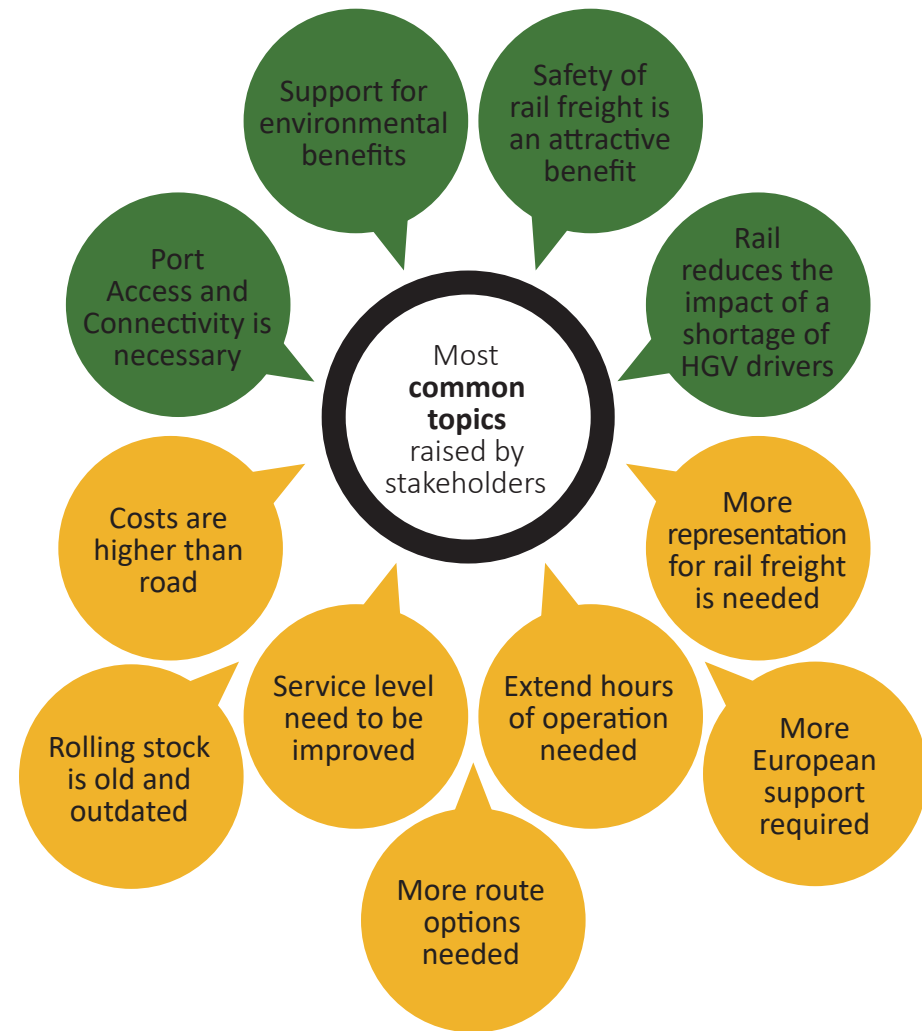 Support for
environmental
benefits
Safety of
rail freight is
an attractive
benefit
Port
Access and
Connectivity is
necessary
Rail
reduces the
impact of a
shortage of
HGV drivers
Most
common
topics
raised by
stakeholders
Costs are
higher than
road
More
representation
for rail freight
is needed
Service level
need to be
improved
Extend hours
of operation
needed
Rolling stock
is old and
outdated
More
European
support
required
More route
options
needed